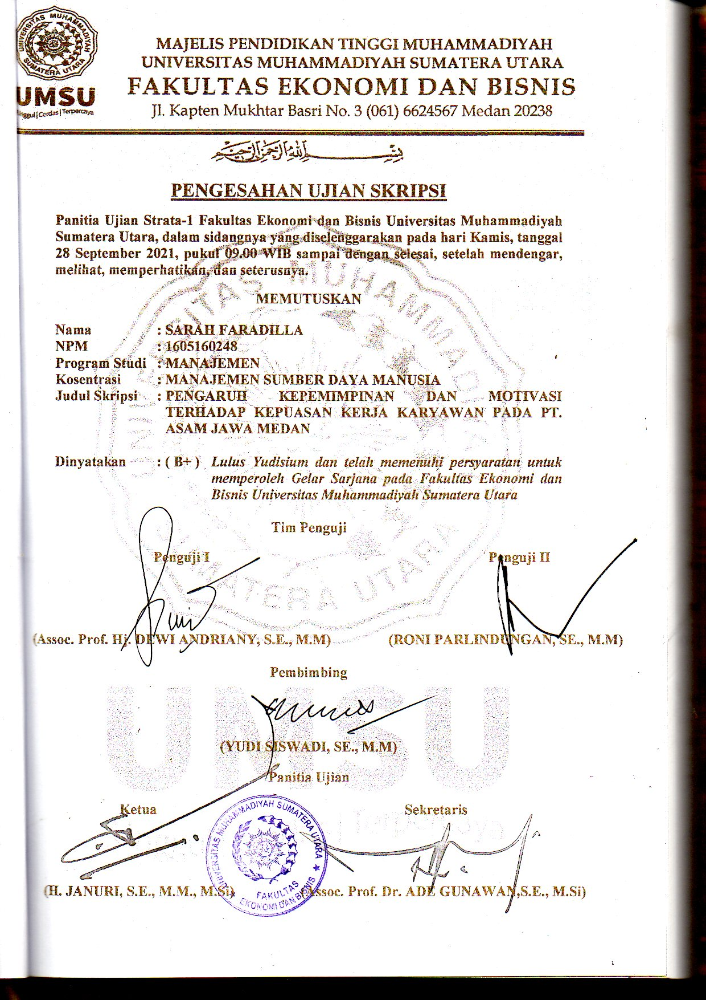 UNIVERSITAS MUHAMMADIYAH
SUMATERA UTARA
UMSU
Cerdas | Terpercaya
MAJELIS PENDIDIKAN TINGGI MUHAMMADIYAH
UNIVERSITAS MUHAMMADIYAH SUMATERA UTARA
FAKULTAS EKONOMI DAN BISNIS
Jl. Kapten Mukhtar Basri No. 3 (061) 6624567 Medan 20238
بِسْــــــــمِ اللهِ الرَّحْمٰنِ الرَّحِيْمِ
PENGESAHAN UJIAN SKRIPSI
Panitia Ujian Strata-1 Fakultas Ekonomi dan Bisnis Universitas Muhammadiyah
Sumatera Utara, dalam sidangnya yang diselenggarakan pada hari Kamis, tanggal
28 September 2021, pukul 09.00 WIB sampai dengan selesai, setelah mendengar,
melihat, memperhatikan, dan seterusnya.
MEMUTUSKAN
Nama : SARAH FARADILLA
NPM : 1605160248
Program Studi : MANAJEMEN
Kosentrasi : MANAJEMEN SUMBER DAYA MANUSIA
Judul Skripsi : PENGARUH KEPEMIMPINAN DAN MOTIVASI
TERHADAP KEPUASAN KERJA KARYAWAN PADA PT.
ASAM JAWA MEDAN
Dinyatakan : ( B+ ) Lulus Yudisium dan telah memenuhi persyaratan untuk
memperoleh Gelar Sarjana pada Fakultas Ekonomi dan
Bisnis Universitas Muhammadiyah Sumatera Utara
Tim Penguji
Penguji I Penguji II
(Assoc. Prof. Hj. DEWI ANDRIANY, S.E., M.M) (RONI PARLINDUNGAN, SE., M.M)
Pembimbing
UMSU
(YUDI SISWADI, SE., M.M)
Panitia Ujian
Ketua Sekretaris
UNIVERSITAS MUHAMMADIYAH SUMATERA UTARA
FAKULTAS
EKONOMI DAN BISNIS
(H. JANURI, S.E., M.M., M.Si) (Assoc. Prof. Dr. ADE GUNAWAN,S.E., M.Si)